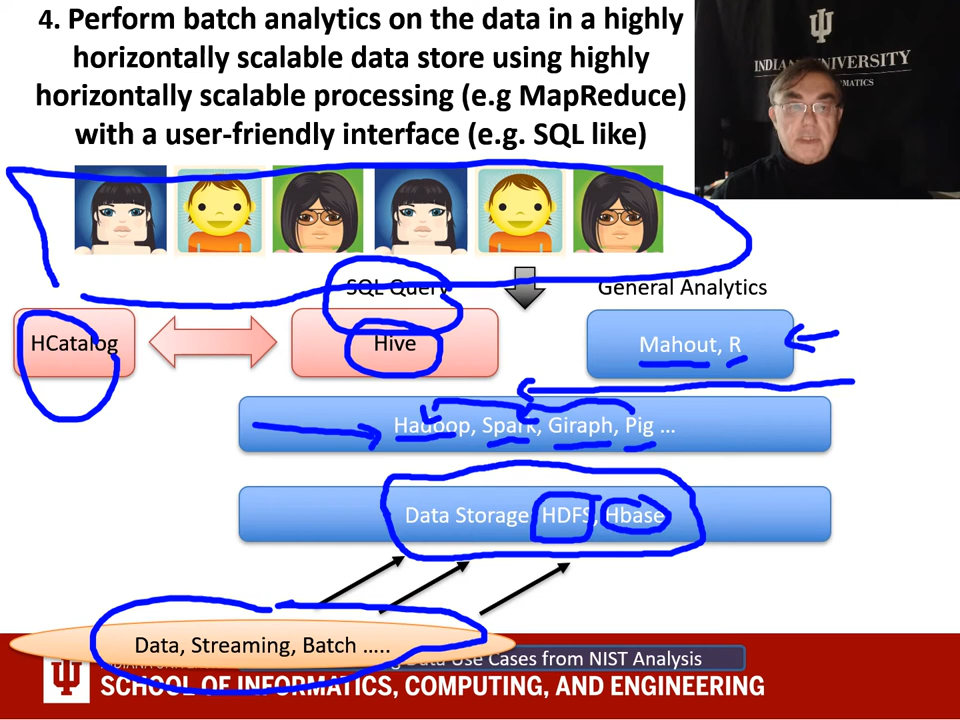 4. Perform batch analytics on the data in a highly
horizontally scalable data store using highly
horizontally scalable processing (e.g MapReduce)
with a user-friendly interface (e.g. SQL like)
INDIANA UNIVERSITY
SQL Query
General Analytics
HCatalog
Hive
Mahout, R
Hadoop, Spark, Giraph, Pig ...
Data Storage, HDFS, Hbase
Data, Streaming, Batch .....
Data Use Cases from NIST Analysis
SCHOOL OF INFORMATICS, COMPUTING, AND ENGINEERING